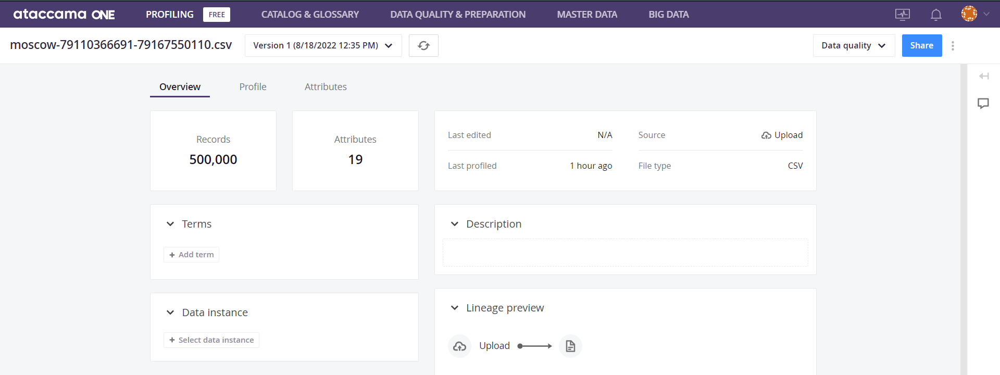 ataccama ONE PROFILING FREE CATALOG & GLOSSARY DATA QUALITY & PREPARATION MASTER DATA BIG DATA
moscow-79110366691-79167550110.csv Version 1 (8/18/2022 12:35 PM) Data quality Share
Overview Profile Attributes
Records
500,000
Attributes
19
Last edited N/A Source Upload
Last profiled 1 hour ago File type CSV
Terms
+ Add term
Description
Data instance
+ Select data instance
Lineage preview
Upload